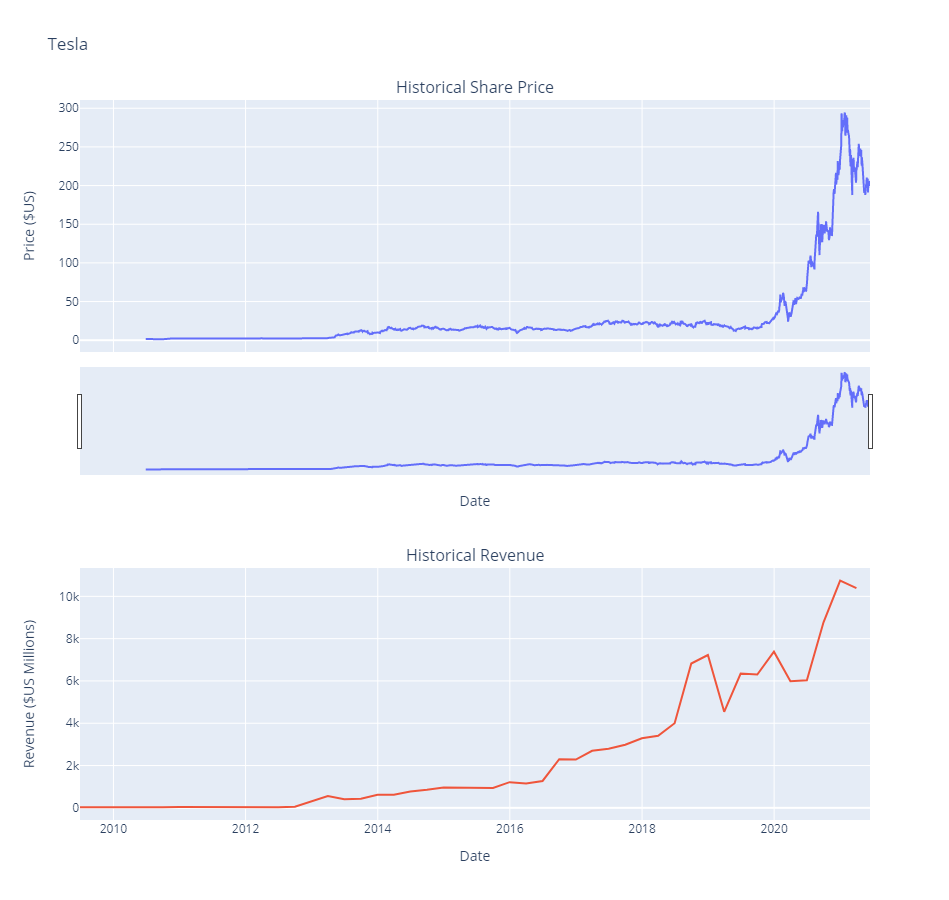 Tesla
Historical Share Price
300
250
200
150
100
50
0
Price ($US)
Date
Historical Revenue
10k
8k
6k
4k
2k
0
Revenue ($US Millions)
2010 2012 2014 2016 2018 2020
Date